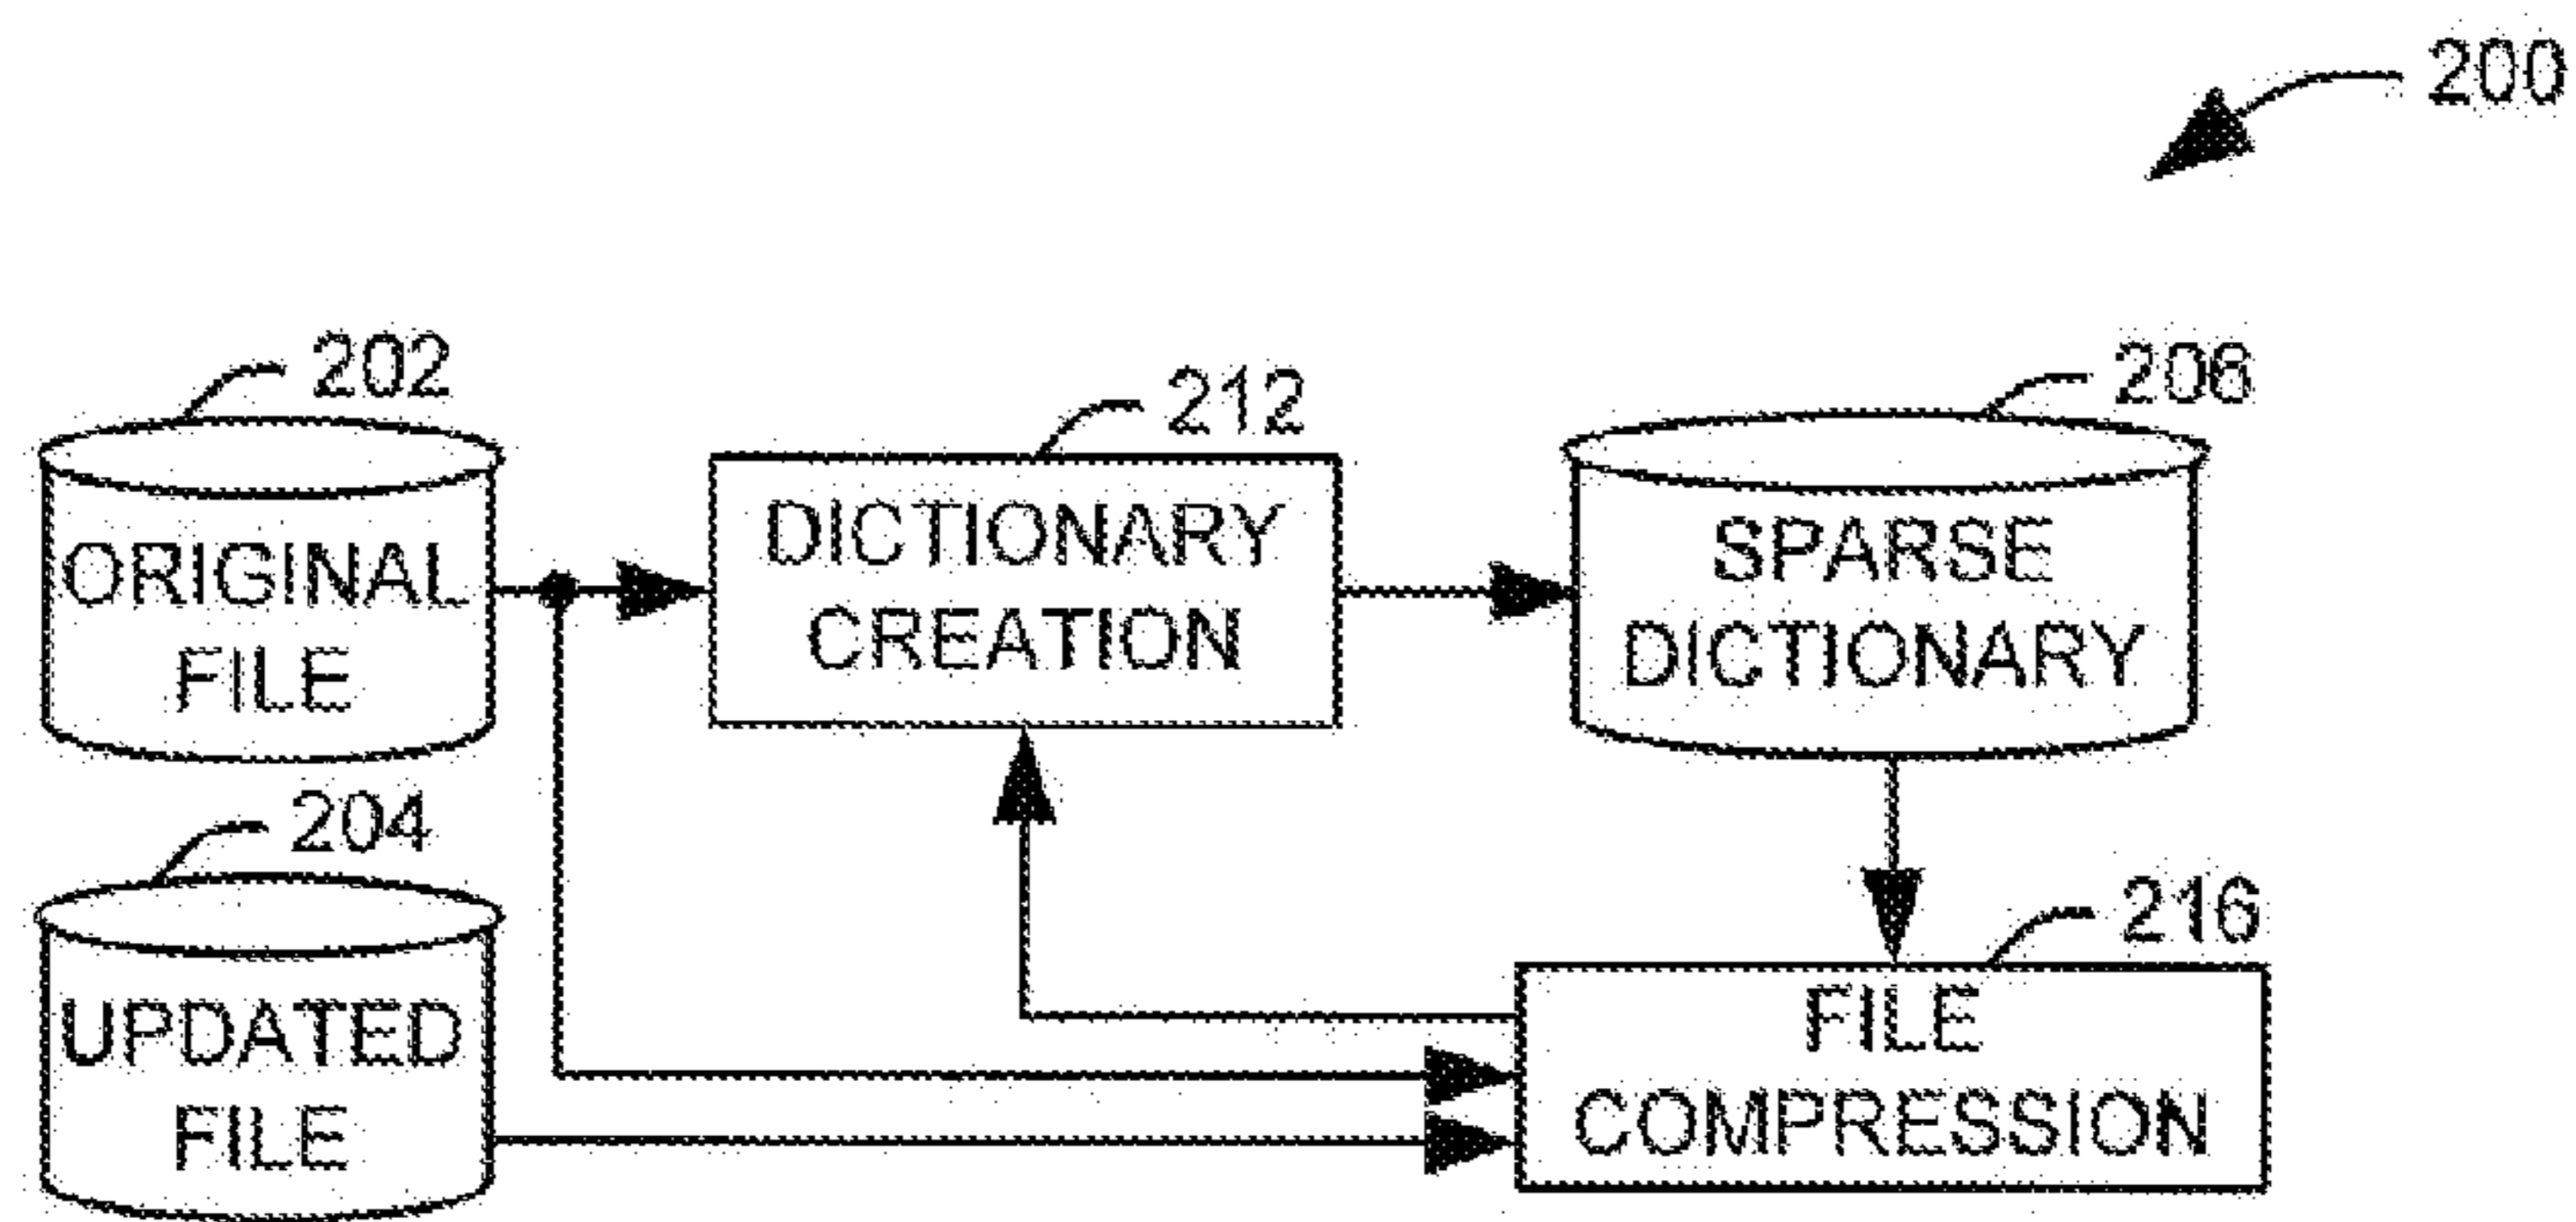 200
202
212
208
ORIGINAL
FILE
DICTIONARY
CREATION
SPARSE
DICTIONARY
204
216
UPDATED
FILE
FILE
COMPRESSION